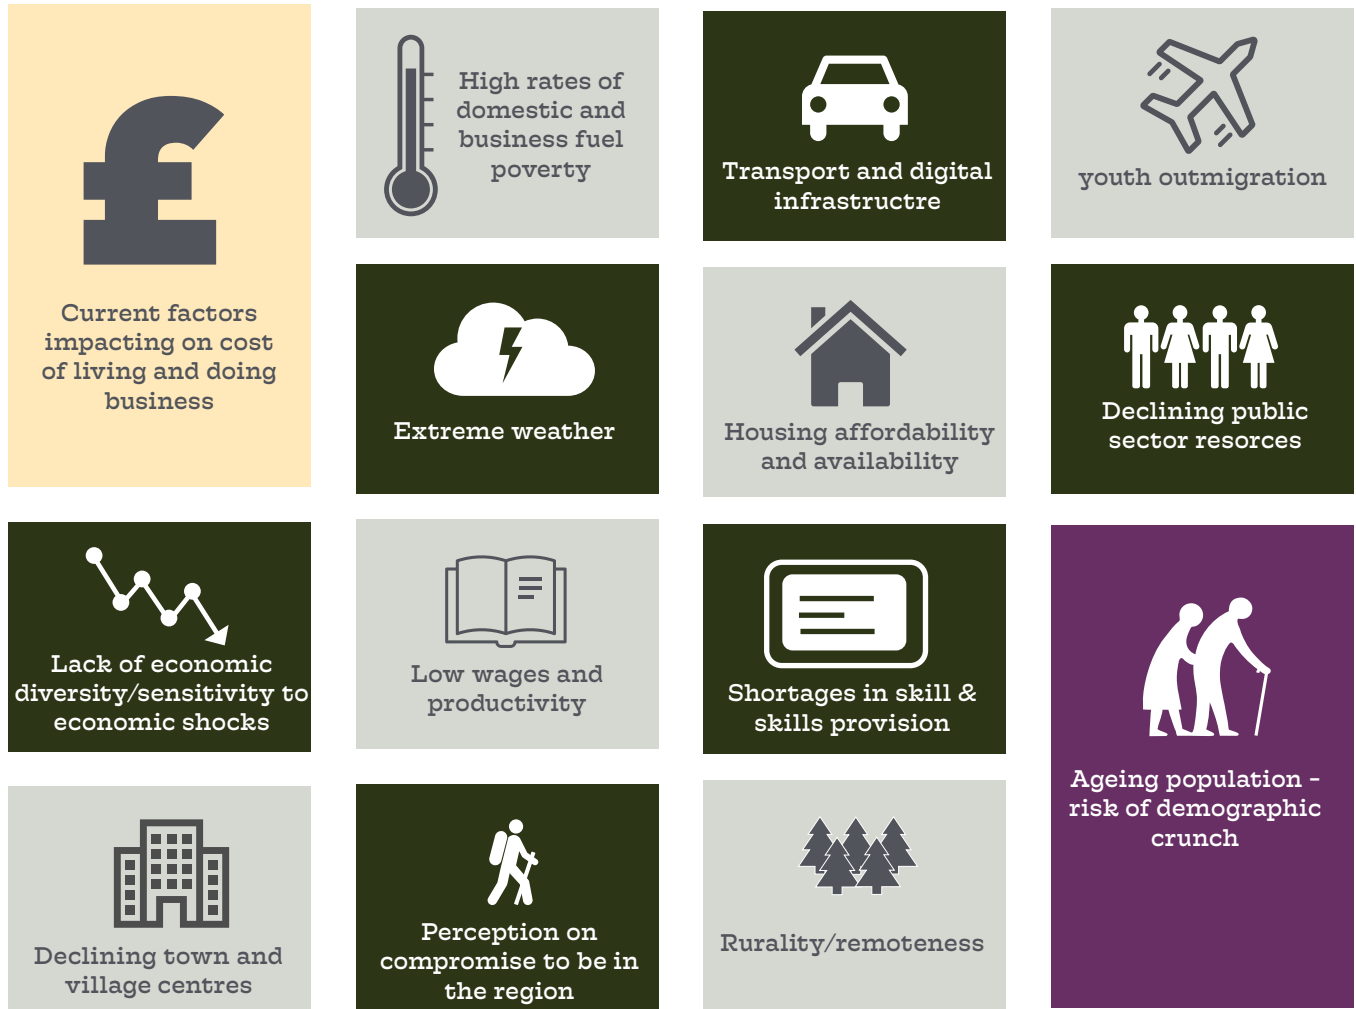 Current factors
impacting on cost
of living and doing
business
High rates of
domestic and
business fuel
poverty
Transport and digital
infrastructre
youth outmigration
Extreme weather
Housing affordability
and availability
Declining public
sector resorces
Lack of economic
diversity/sensitivity to
economic shocks
Low wages and
productivity
Shortages in skill &
skills provision
Ageing population -
risk of demographic
crunch
Declining town and
village centres
Perception on
compromise to be in
the region
Rurality/remoteness